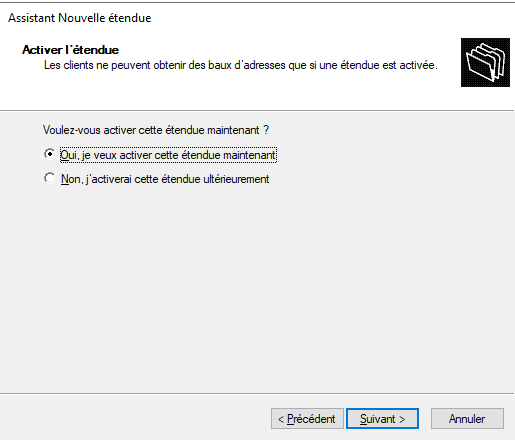 Assistant Nouvelle étendue
Activer l'étendue
Les clients ne peuvent obtenir des baux d'adresses que si une étendue est activée.
Voulez-vous activer cette étendue maintenant ?
Oui, je veux activer cette étendue maintenant
Non, j'activerai cette étendue ultérieurement
< Précédent Suivant > Annuler